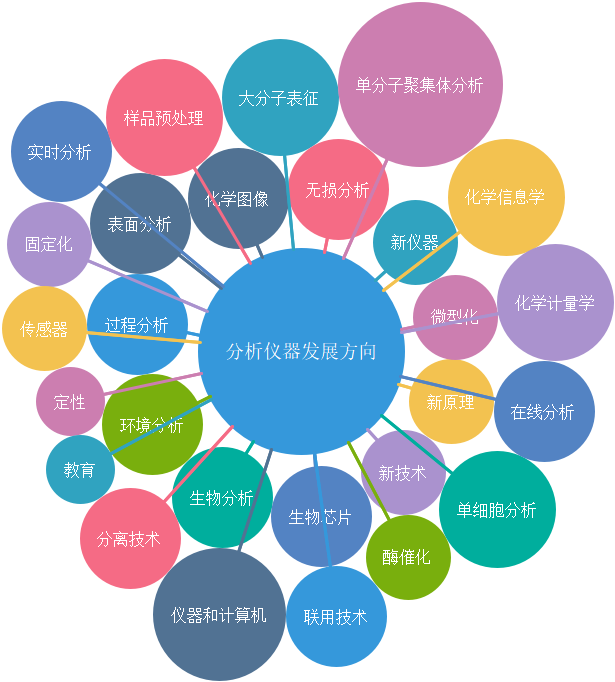 单分子聚集体分析
大分子表征
样品预处理
实时分析
无损分析
化学图像
化学信息学
表面分析
新仪器
固定化
化学计量学
微型化
过程分析
传感器
分析仪器发展方向
定性
新原理
在线分析
环境分析
教育
新技术
生物分析
单细胞分析
生物芯片
分离技术
酶催化
仪器和计算机
联用技术